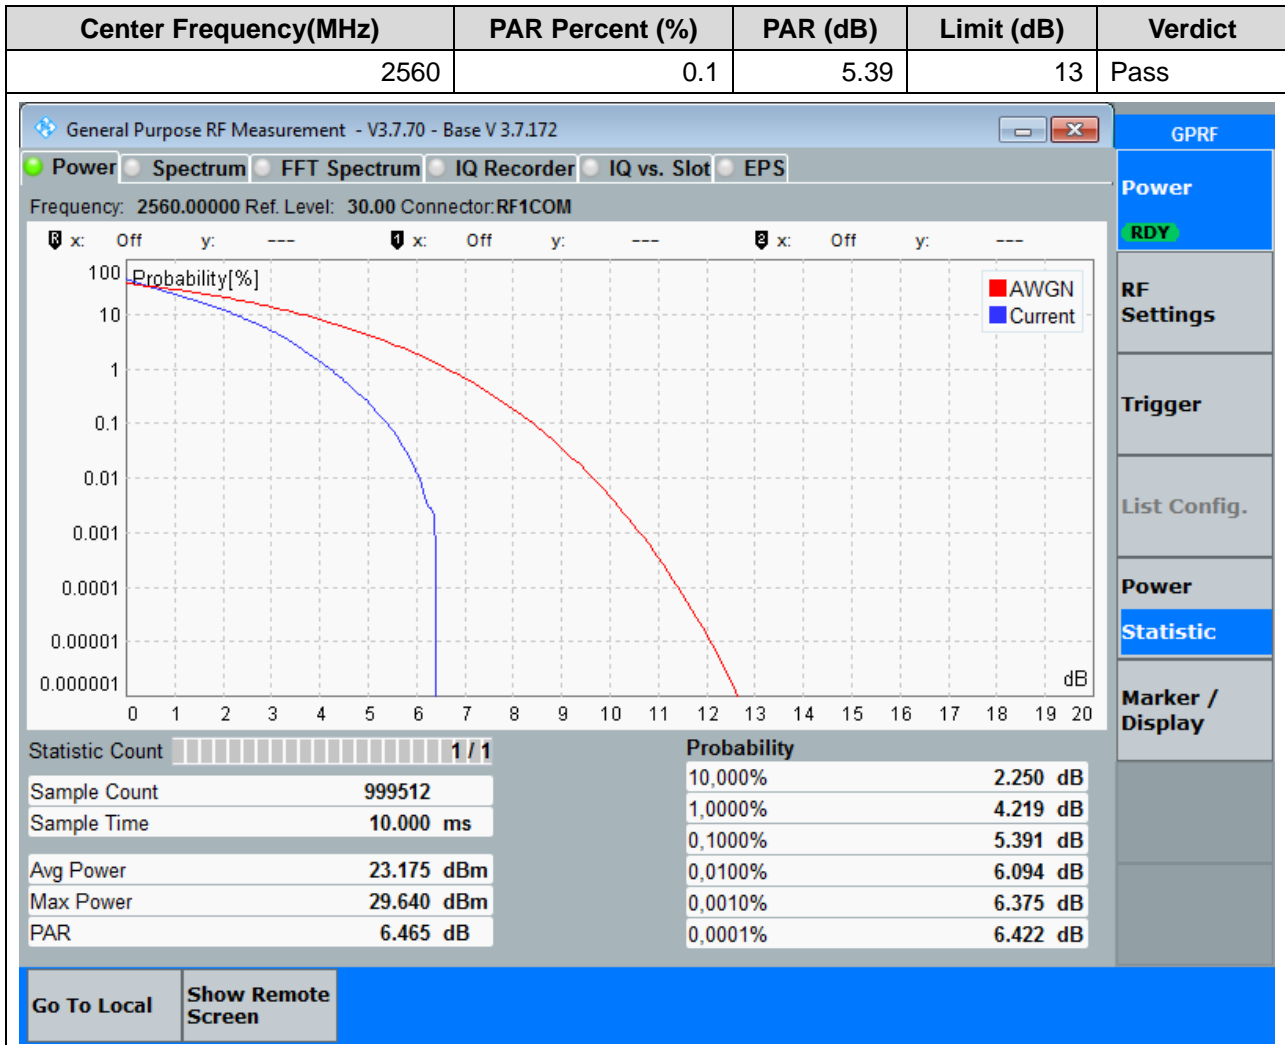 Center Frequency(MHz) PAR Percent (%) PAR (dB) Limit (dB) Verdict
2560 0.1 5.39 13 Pass
General Purpose RF Measurement - V3.7.70 - Base V 3.7.172
GPRF
Power Spectrum FFT Spectrum IQ Recorder IQ vs. Slot EPS
Frequency: 2560.00000 Ref. Level: 30.00 Connector:RF1COM
R x: Off y: --- 1 x: Off y: --- 2 x: Off y: ---
Probability[%]
100
10
1
0.1
0.01
0.001
0.0001
0.00001
0.000001
AWGN
Current
dB
0 1 2 3 4 5 6 7 8 9 10 11 12 13 14 15 16 17 18 19 20
Statistic Count 1 / 1
Sample Count 999512
Sample Time 10.000 ms
Avg Power 23.175 dBm
Max Power 29.640 dBm
PAR 6.465 dB
Probability
10,000% 2.250 dB
1,0000% 4.219 dB
0,1000% 5.391 dB
0,0100% 6.094 dB
0,0010% 6.375 dB
0,0001% 6.422 dB
Power
RDY
RF
Settings
Trigger
List Config.
Power
Statistic
Marker /
Display
Go To Local
Show Remote
Screen